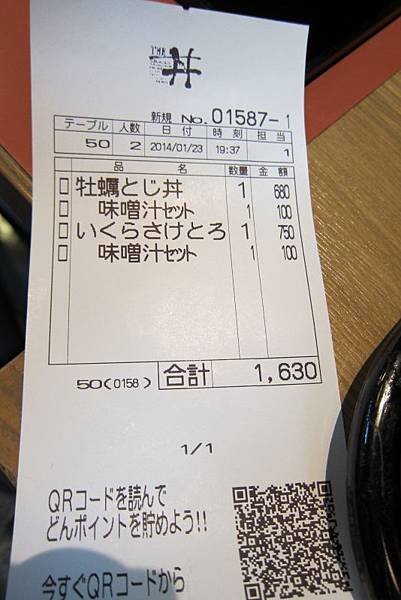 THE 丼
新規 No. 01587-1
テーブル 人数 日付 時刻 担当
50 2 2014/01/23 19:37 1
品名 数量 金額
牡蠣とじ丼 1 680
味噌汁セット 1 100
いくらさけとろ 1 750
味噌汁セット 1 100
50(0158) 合計 1,630
1/1
QRコードを読んで
どんポイントを貯めよう!!
今すぐQRコードから